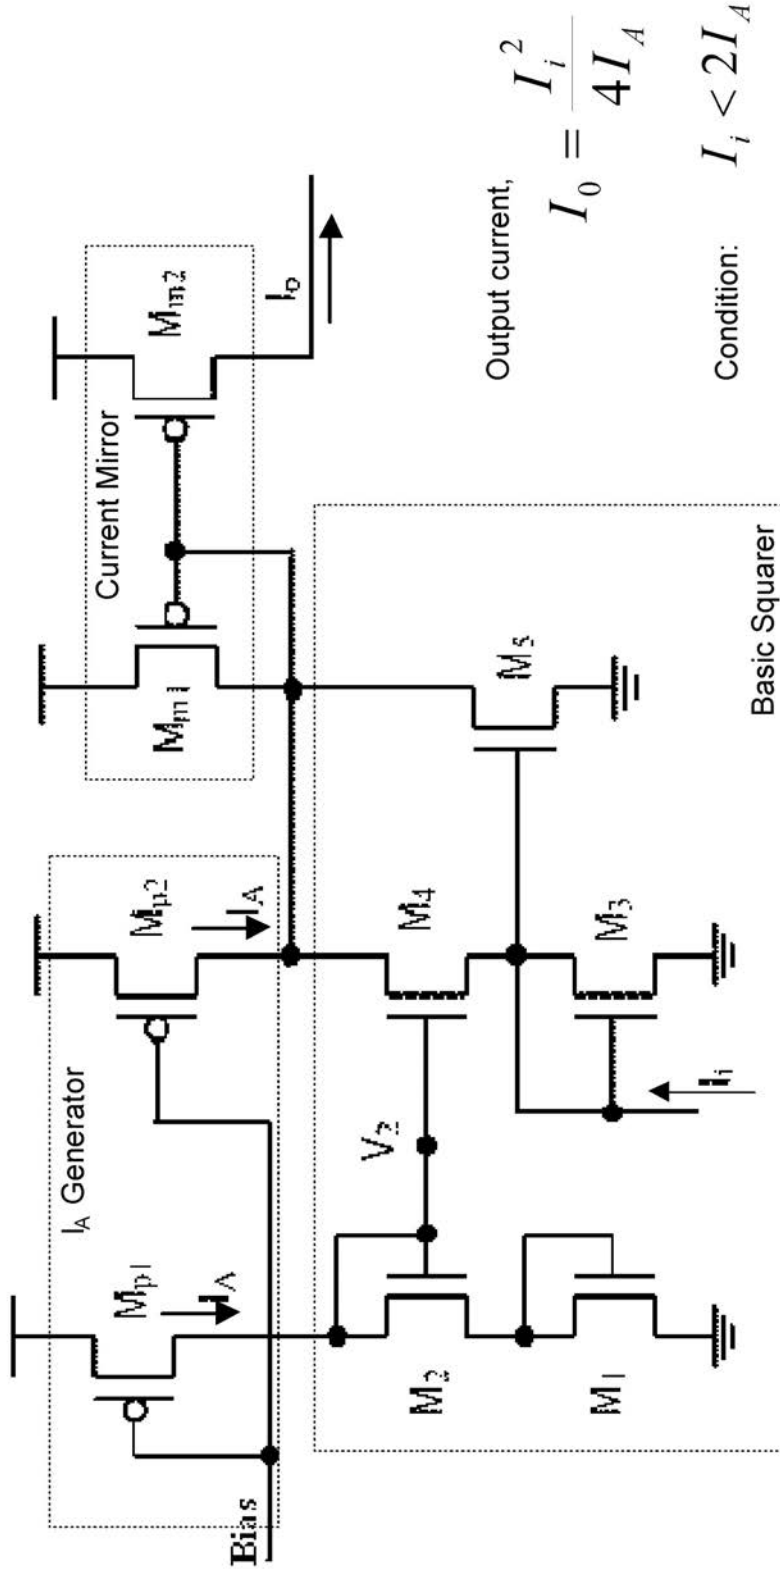 Current Mirror
M_m1
M_m2
I_o
I_A Generator
M_p1
I_A
M_p2
I_A
Bias
V_2
M_2
M_1
M_4
M_3
M_5
I_i
Basic Squarer
Output current,
I_0 = I_i^2 / 4I_A
Condition: I_i < 2I_A